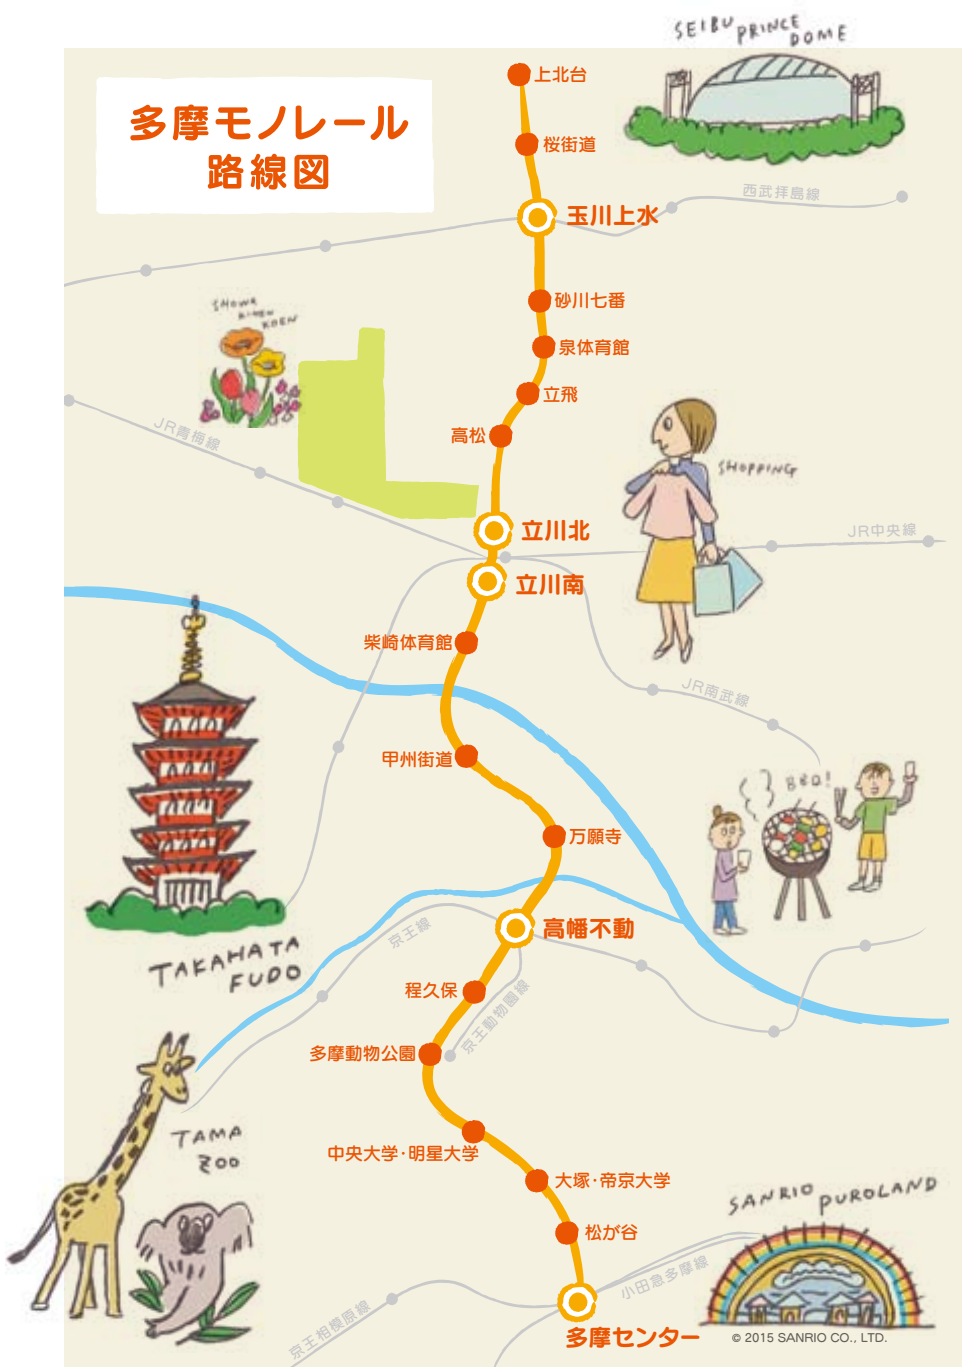 SEIBU PRINCE DOME
多摩モノレール
路線図
上北台
桜街道
西武拝島線
玉川上水
SHOWA
KINEN
KOEN
砂川七番
泉体育館
立飛
高松
JR青梅線
SHOPPING
立川北
JR中央線
立川南
柴崎体育館
JR南武線
甲州街道
BBQ!
万願寺
京王線
高幡不動
TAKAHATA
FUDO
程久保
京王動物園線
多摩動物公園
TAMA
ZOO
中央大学・明星大学
大塚・帝京大学
SANRIO PUROLAND
松が谷
小田急多摩線
京王相模原線
多摩センター
© 2015 SANRIO CO., LTD.